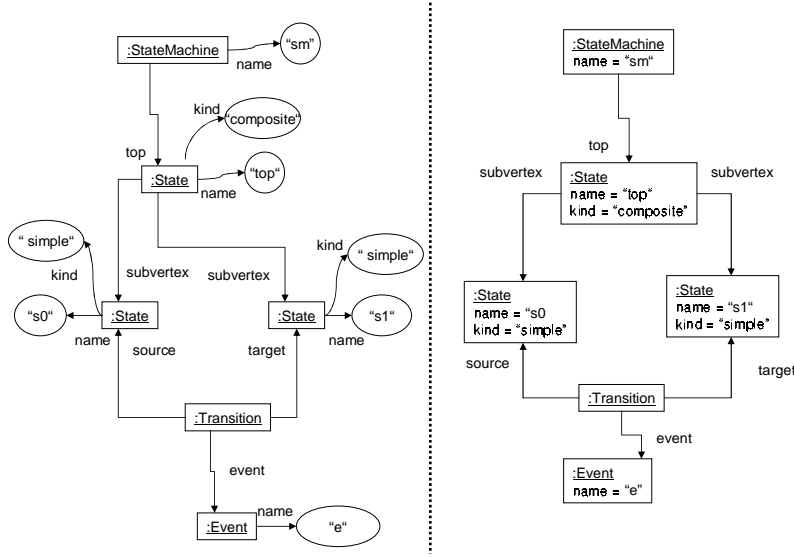 :StateMachine
“sm”
name
kind
“composite“
top
:State
“top“
name
“ simple“
kind
kind
“ simple“
subvertex
subvertex
“s0“
:State
:State
“s1“
name
name
source
target
:Transition
event
name
:Event
“e“
:StateMachine
name = “sm“
top
subvertex
subvertex
:State
name = “top“
kind = “composite“
:State
name = “s0
kind = “simple“
:State
name = “s1“
kind = “simple“
source
target
:Transition
event
:Event
name = “e“